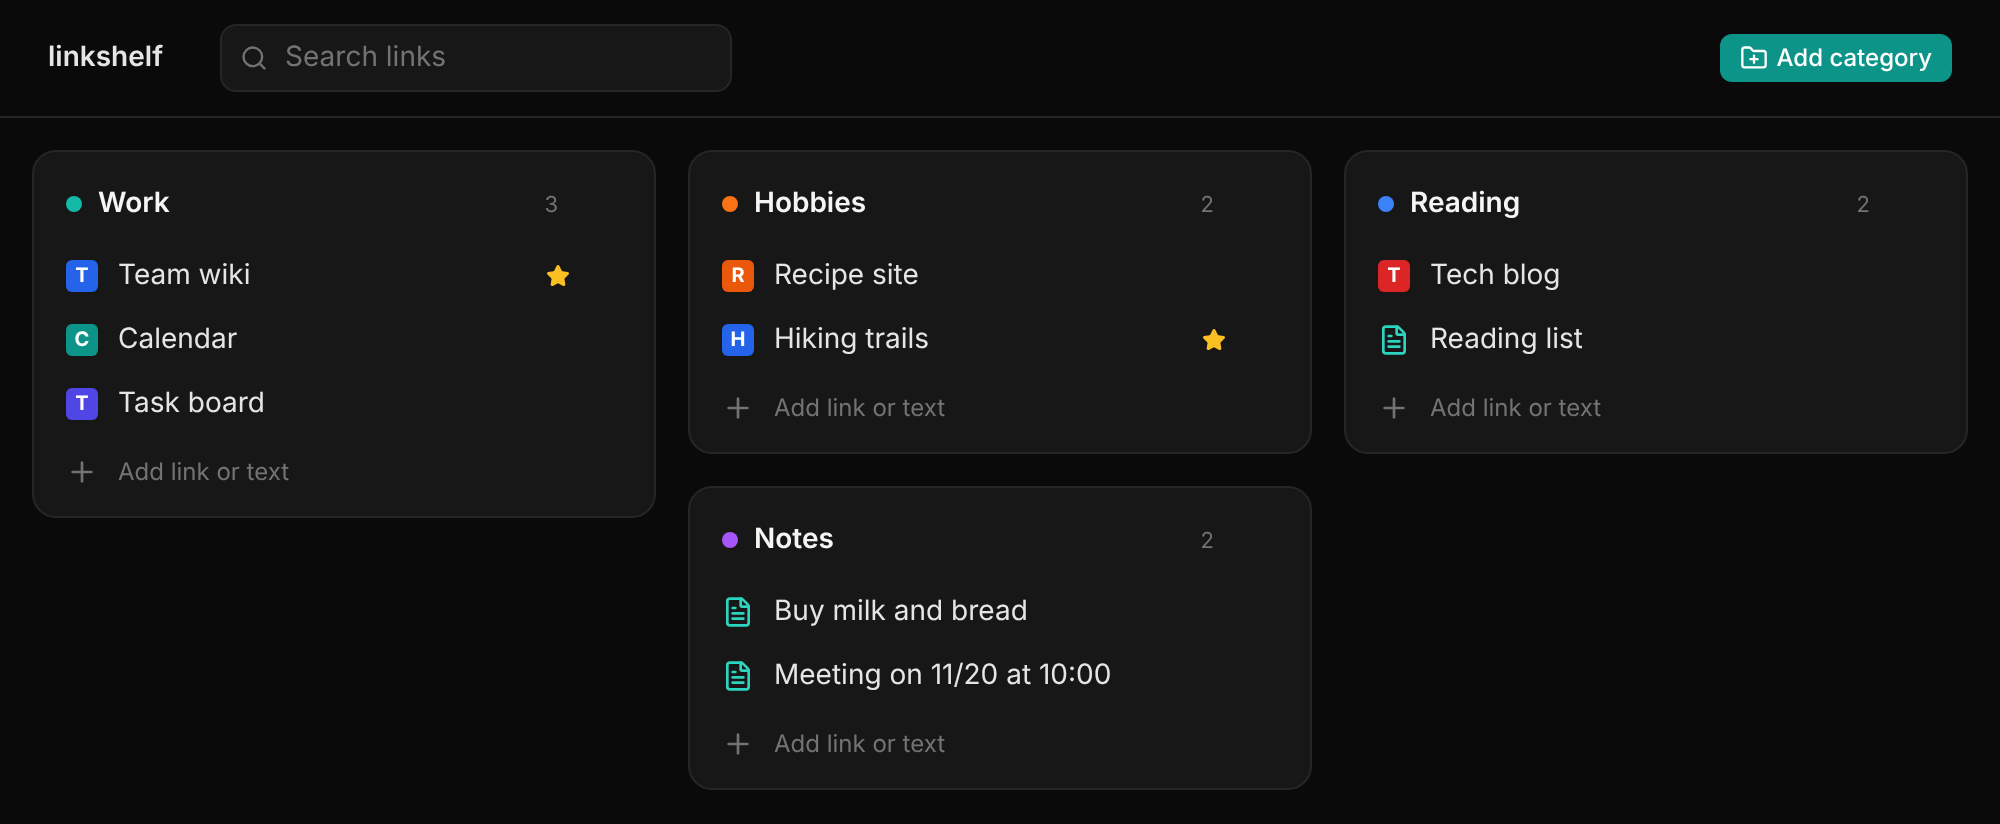 linkshelf
Search links
Add category
Work 3
T Team wiki
C Calendar
T Task board
Add link or text
Hobbies 2
R Recipe site
H Hiking trails
Add link or text
Notes 2
Buy milk and bread
Meeting on 11/20 at 10:00
Add link or text
Reading 2
T Tech blog
Reading list
Add link or text